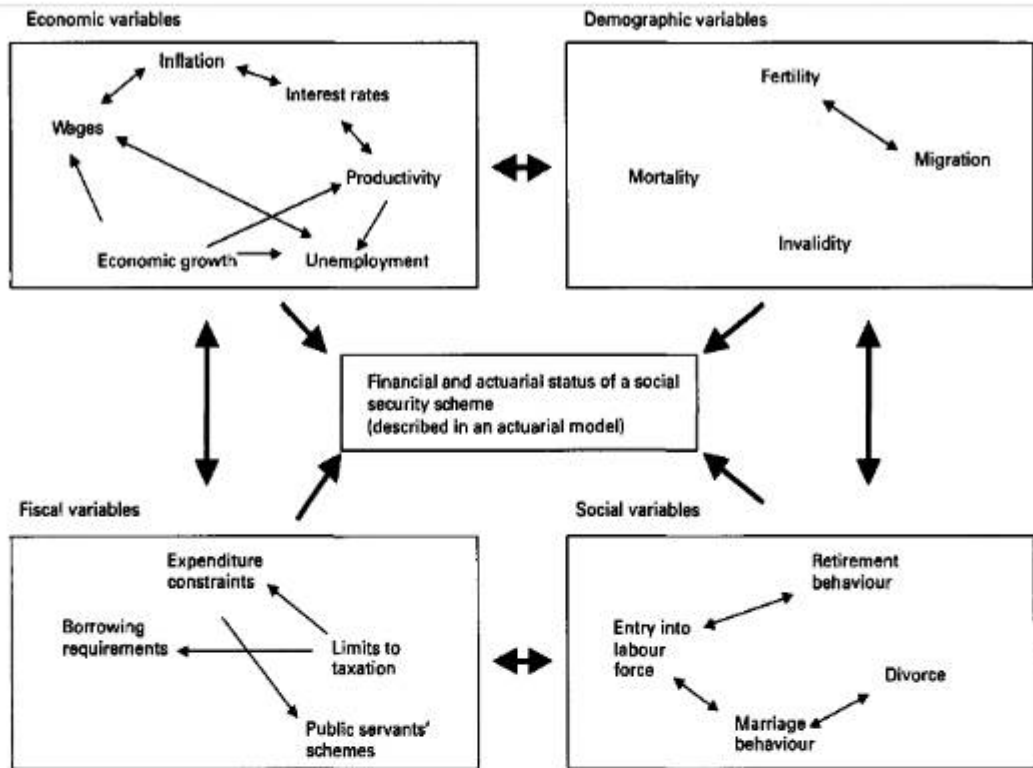 Economic variables
Inflation
Interest rates
Wages
Productivity
Economic growth
Unemployment
Demographic variables
Fertility
Migration
Mortality
Invalidity
Financial and actuarial status of a social
security scheme
(described in an actuarial model)
Fiscal variables
Expenditure
constraints
Borrowing
requirements
Limits to
taxation
Public servants'
schemes
Social variables
Retirement
behaviour
Entry into
labour
force
Divorce
Marriage
behaviour